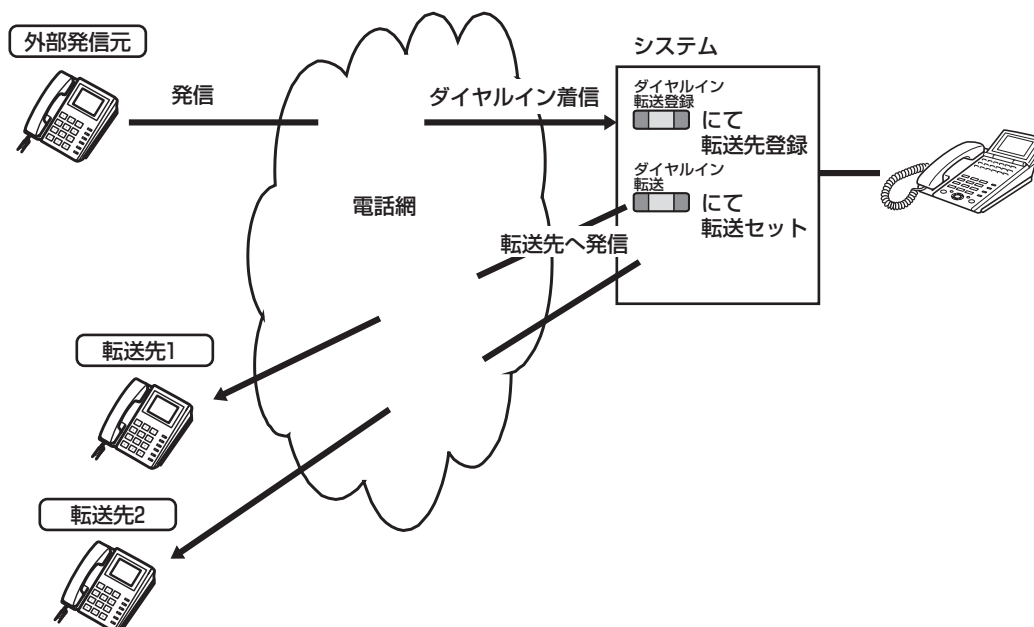 外部発信元
発信
ダイヤルイン着信
システム
ダイヤルイン
転送登録
にて
転送先登録
ダイヤルイン
転送
にて
転送セット
電話網
転送先へ発信
転送先1
転送先2